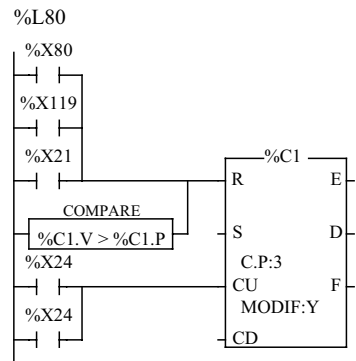 %L80
%X80
%X119
%X21
%C1
R E
COMPARE
%C1.V > %C1.P
S D
%X24
C.P:3
CU F
MODIF:Y
%X24
CD